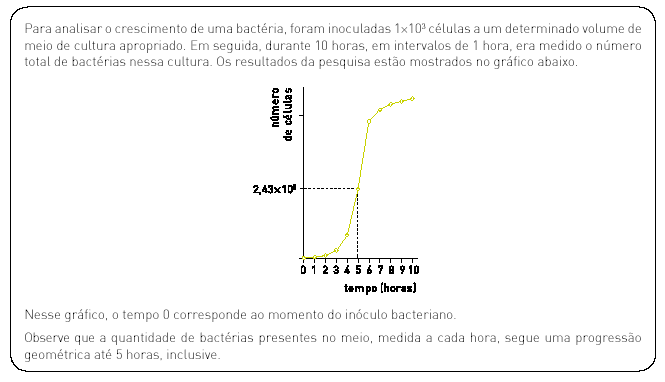 Para analisar o crescimento de uma bactéria, foram inoculadas 1×10³ células a um determinado volume de
meio de cultura apropriado. Em seguida, durante 10 horas, em intervalos de 1 hora, era medido o número
total de bactérias nessa cultura. Os resultados da pesquisa estão mostrados no gráfico abaixo.
número
de células
2,43×10⁵
0 1 2 3 4 5 6 7 8 9 10
tempo (horas)
Nesse gráfico, o tempo 0 corresponde ao momento do inóculo bacteriano.
Observe que a quantidade de bactérias presentes no meio, medida a cada hora, segue uma progressão
geométrica até 5 horas, inclusive.